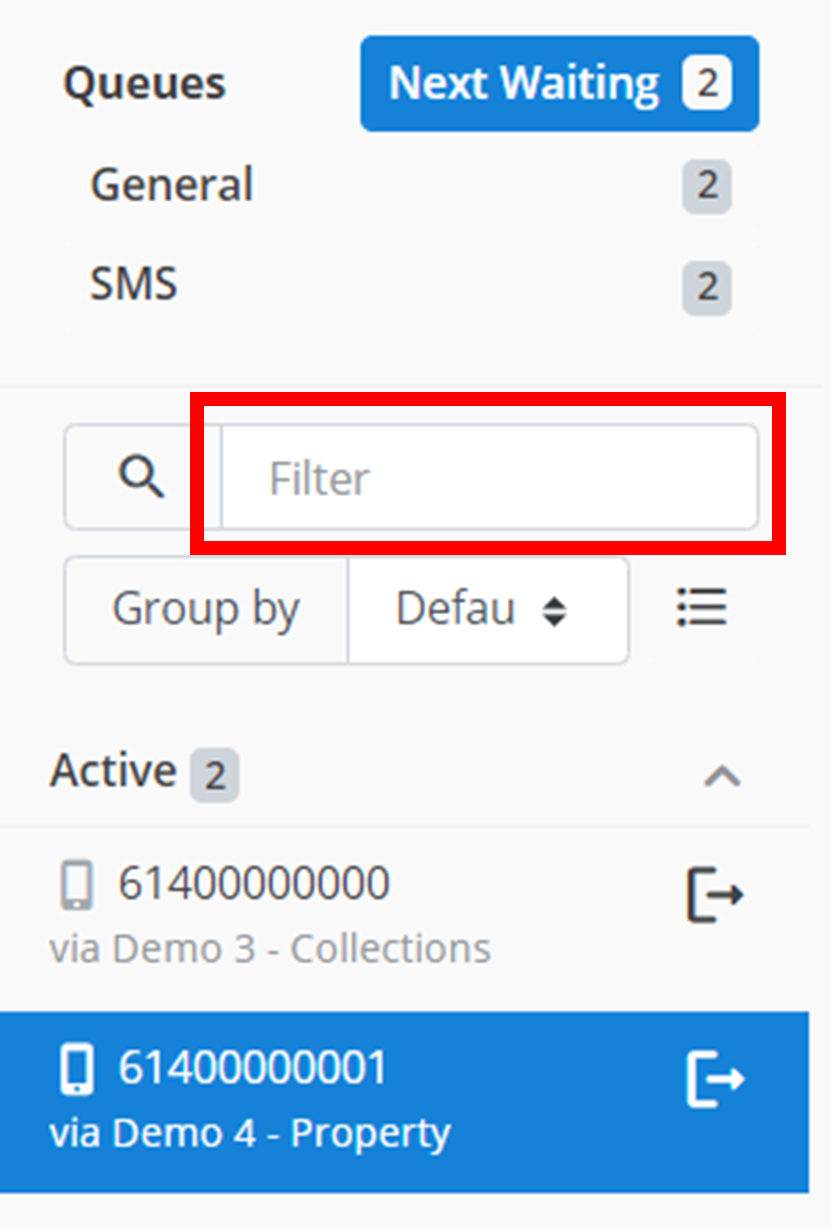 Queues
Next Waiting 2
General 2
SMS 2
Filter
Group by Defau
Active 2
61400000000
via Demo 3 - Collections
61400000001
via Demo 4 - Property